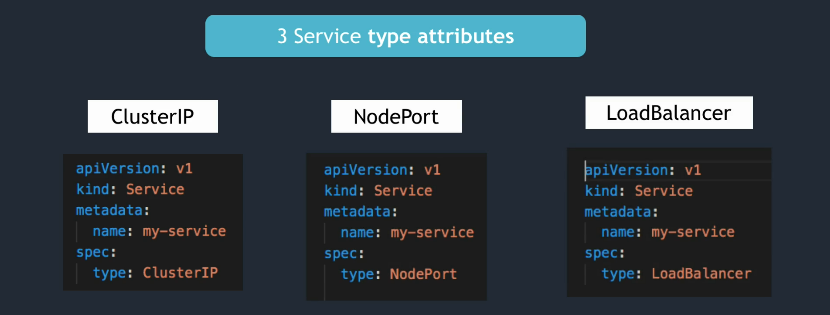 3 Service type attributes
ClusterIP
apiVersion: v1
kind: Service
metadata:
  name: my-service
spec:
  type: ClusterIP
NodePort
apiVersion: v1
kind: Service
metadata:
  name: my-service
spec:
  type: NodePort
LoadBalancer
apiVersion: v1
kind: Service
metadata:
  name: my-service
spec:
  type: LoadBalancer